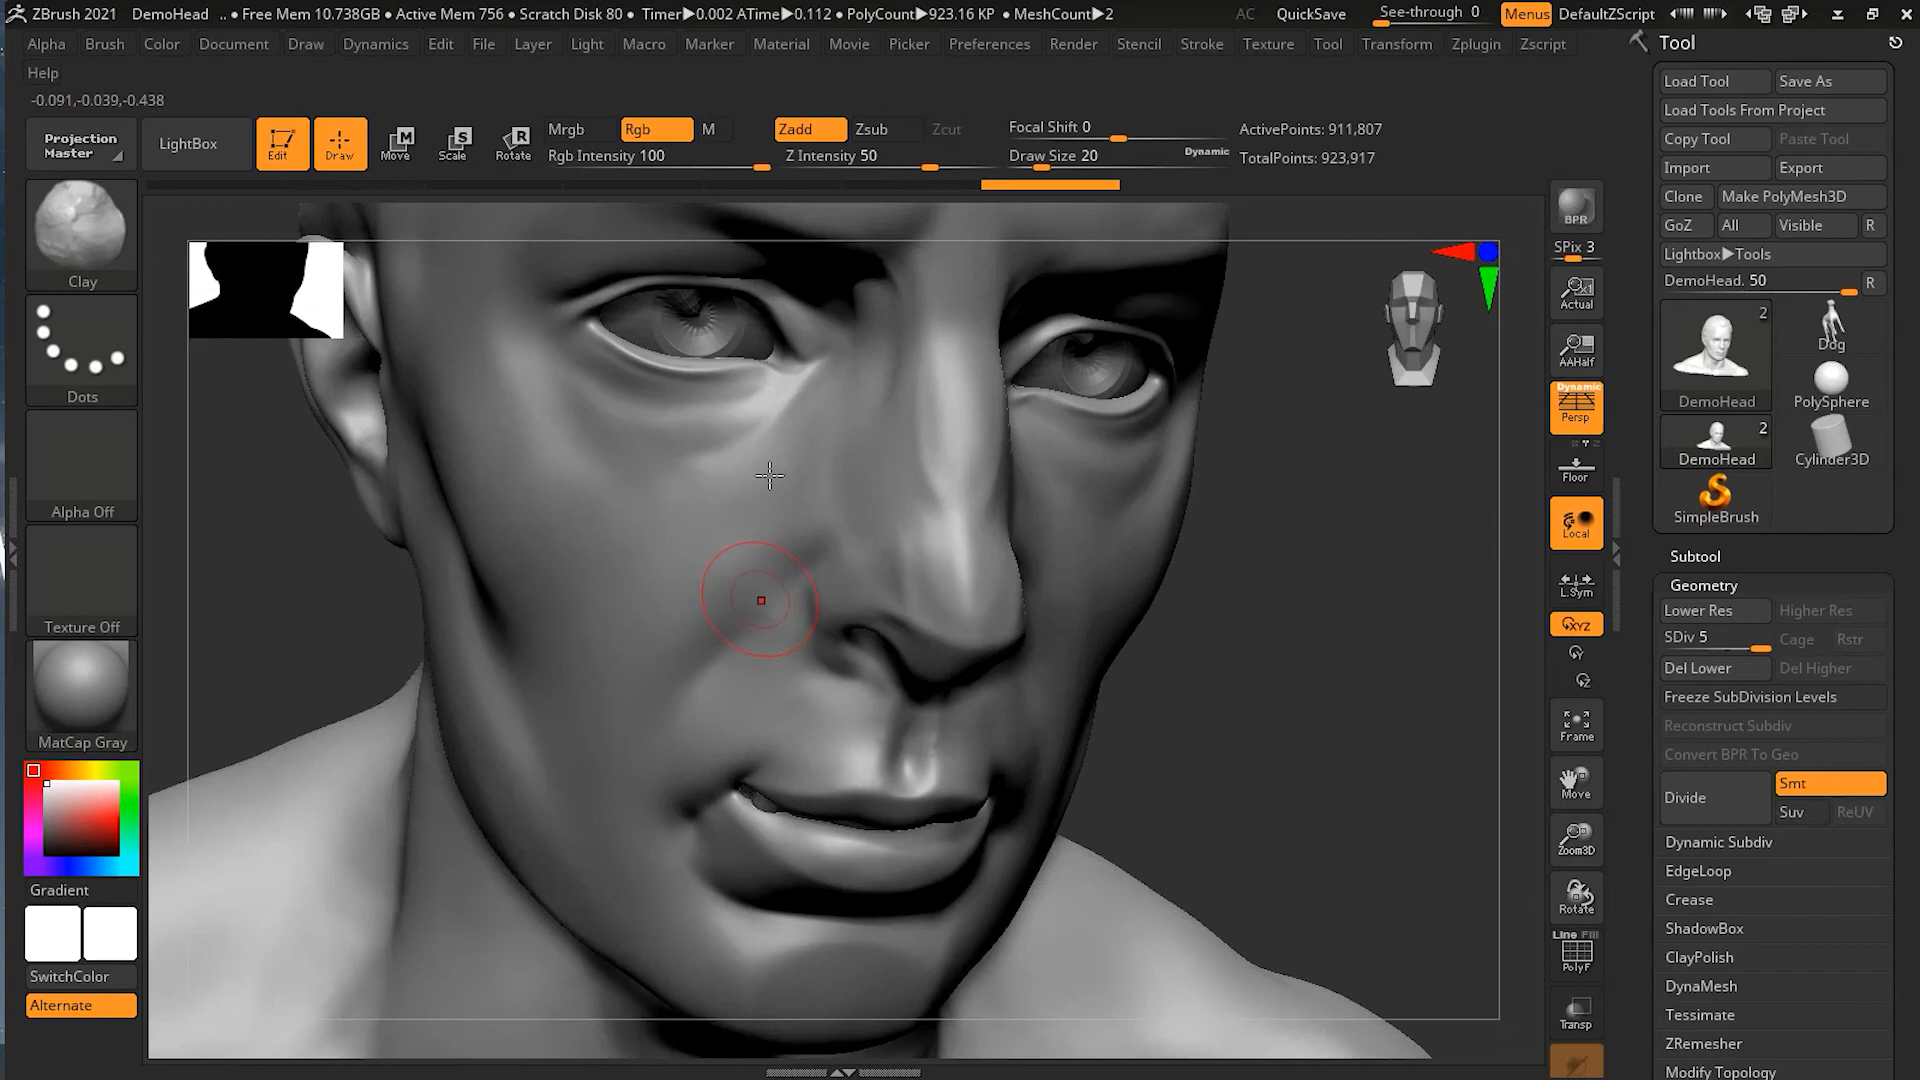 ZBrush 2021 DemoHead .. • Free Mem 10.738GB • Active Mem 756 • Scratch Disk 80 • Timer▶0.002 ATime▶0.112 • PolyCount▶923.16 KP • MeshCount▶2 AC QuickSave See-through 0 Menus DefaultZScript
Alpha Brush Color Document Draw Dynamics Edit File Layer Light Macro Marker Material Movie Picker Preferences Render Stencil Stroke Texture Tool Transform Zplugin Zscript
Help
-0.091,-0.039,-0.438
Projection Master
LightBox
Edit
Draw
M
Move
S
Scale
R
Rotate
Mrgb Rgb M
Rgb Intensity 100
Zadd Zsub Zcut
Z Intensity 50
Focal Shift 0
Draw Size 20
Dynamic
ActivePoints: 911,807
TotalPoints: 923,917
Clay
Dots
Alpha Off
Texture Off
MatCap Gray
Gradient
SwitchColor
Alternate
BPR
SPix 3
x1
Actual
AAHalf
Dynamic
Persp
Floor
Local
L.Sym
XYZ
Y
Z
Frame
Move
Zoom3D
Rotate
Line Fill
PolyF
Transp
Tool
Load Tool Save As
Load Tools From Project
Copy Tool Paste Tool
Import Export
Clone Make PolyMesh3D
GoZ All Visible R
Lightbox▶Tools
DemoHead. 50 R
2
DemoHead
Dog
PolySphere
2
DemoHead
Cylinder3D
SimpleBrush
Subtool
Geometry
Lower Res Higher Res
SDiv 5 Cage Rstr
Del Lower Del Higher
Freeze SubDivision Levels
Reconstruct Subdiv
Convert BPR To Geo
Divide Smt
Suv ReUV
Dynamic Subdiv
EdgeLoop
Crease
ShadowBox
ClayPolish
DynaMesh
Tessimate
ZRemesher
Modify Topology